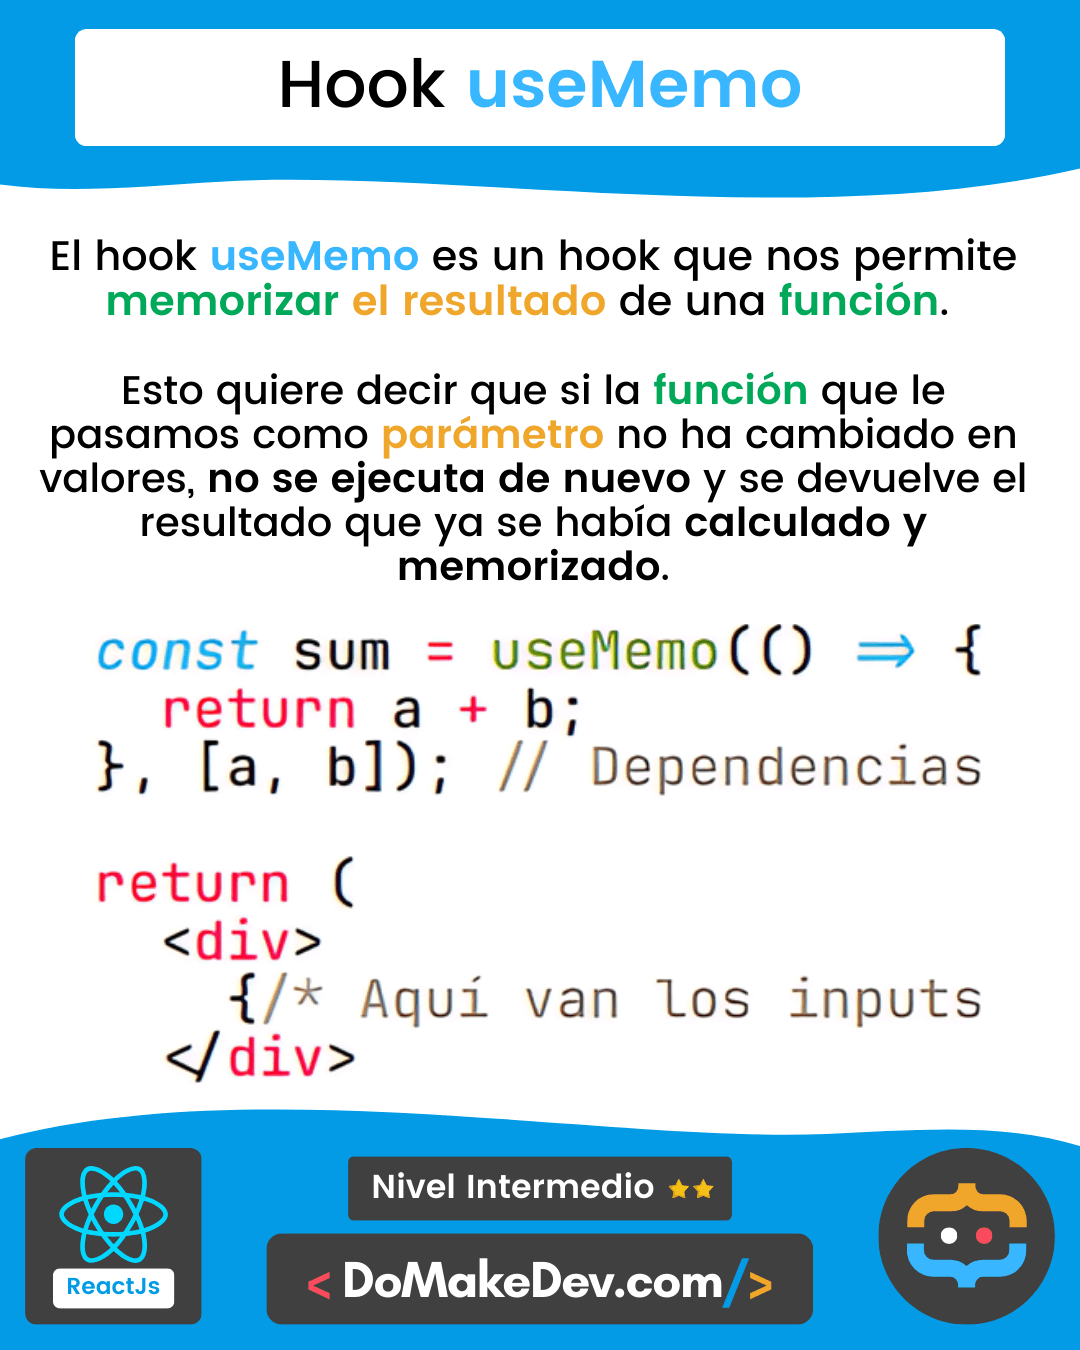 Hook useMemo
El hook useMemo es un hook que nos permite
memorizar el resultado de una función.
Esto quiere decir que si la función que le
pasamos como parámetro no ha cambiado en
valores, no se ejecuta de nuevo y se devuelve el
resultado que ya se había calculado y
memorizado.
const sum = useMemo(() => {
  return a + b;
}, [a, b]); // Dependencias
return (
  <div>
    {/* Aquí van los inputs
  </div>
Nivel Intermedio
ReactJs
< DoMakeDev.com/>